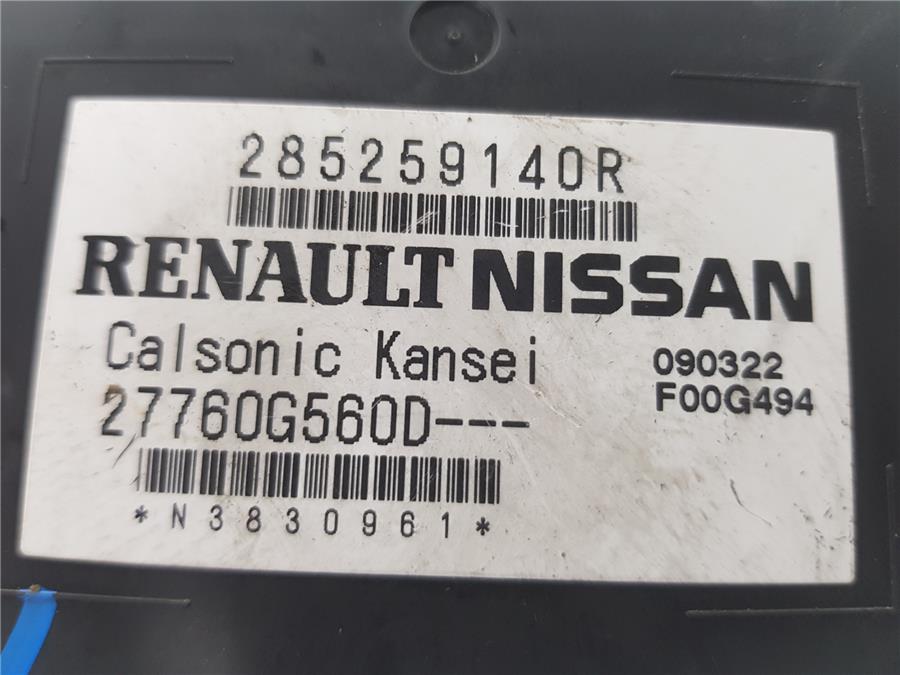 285259140R
RENAULT NISSAN
Calsonic Kansei
090322
27760G560D---
F00G494
*N3830961*